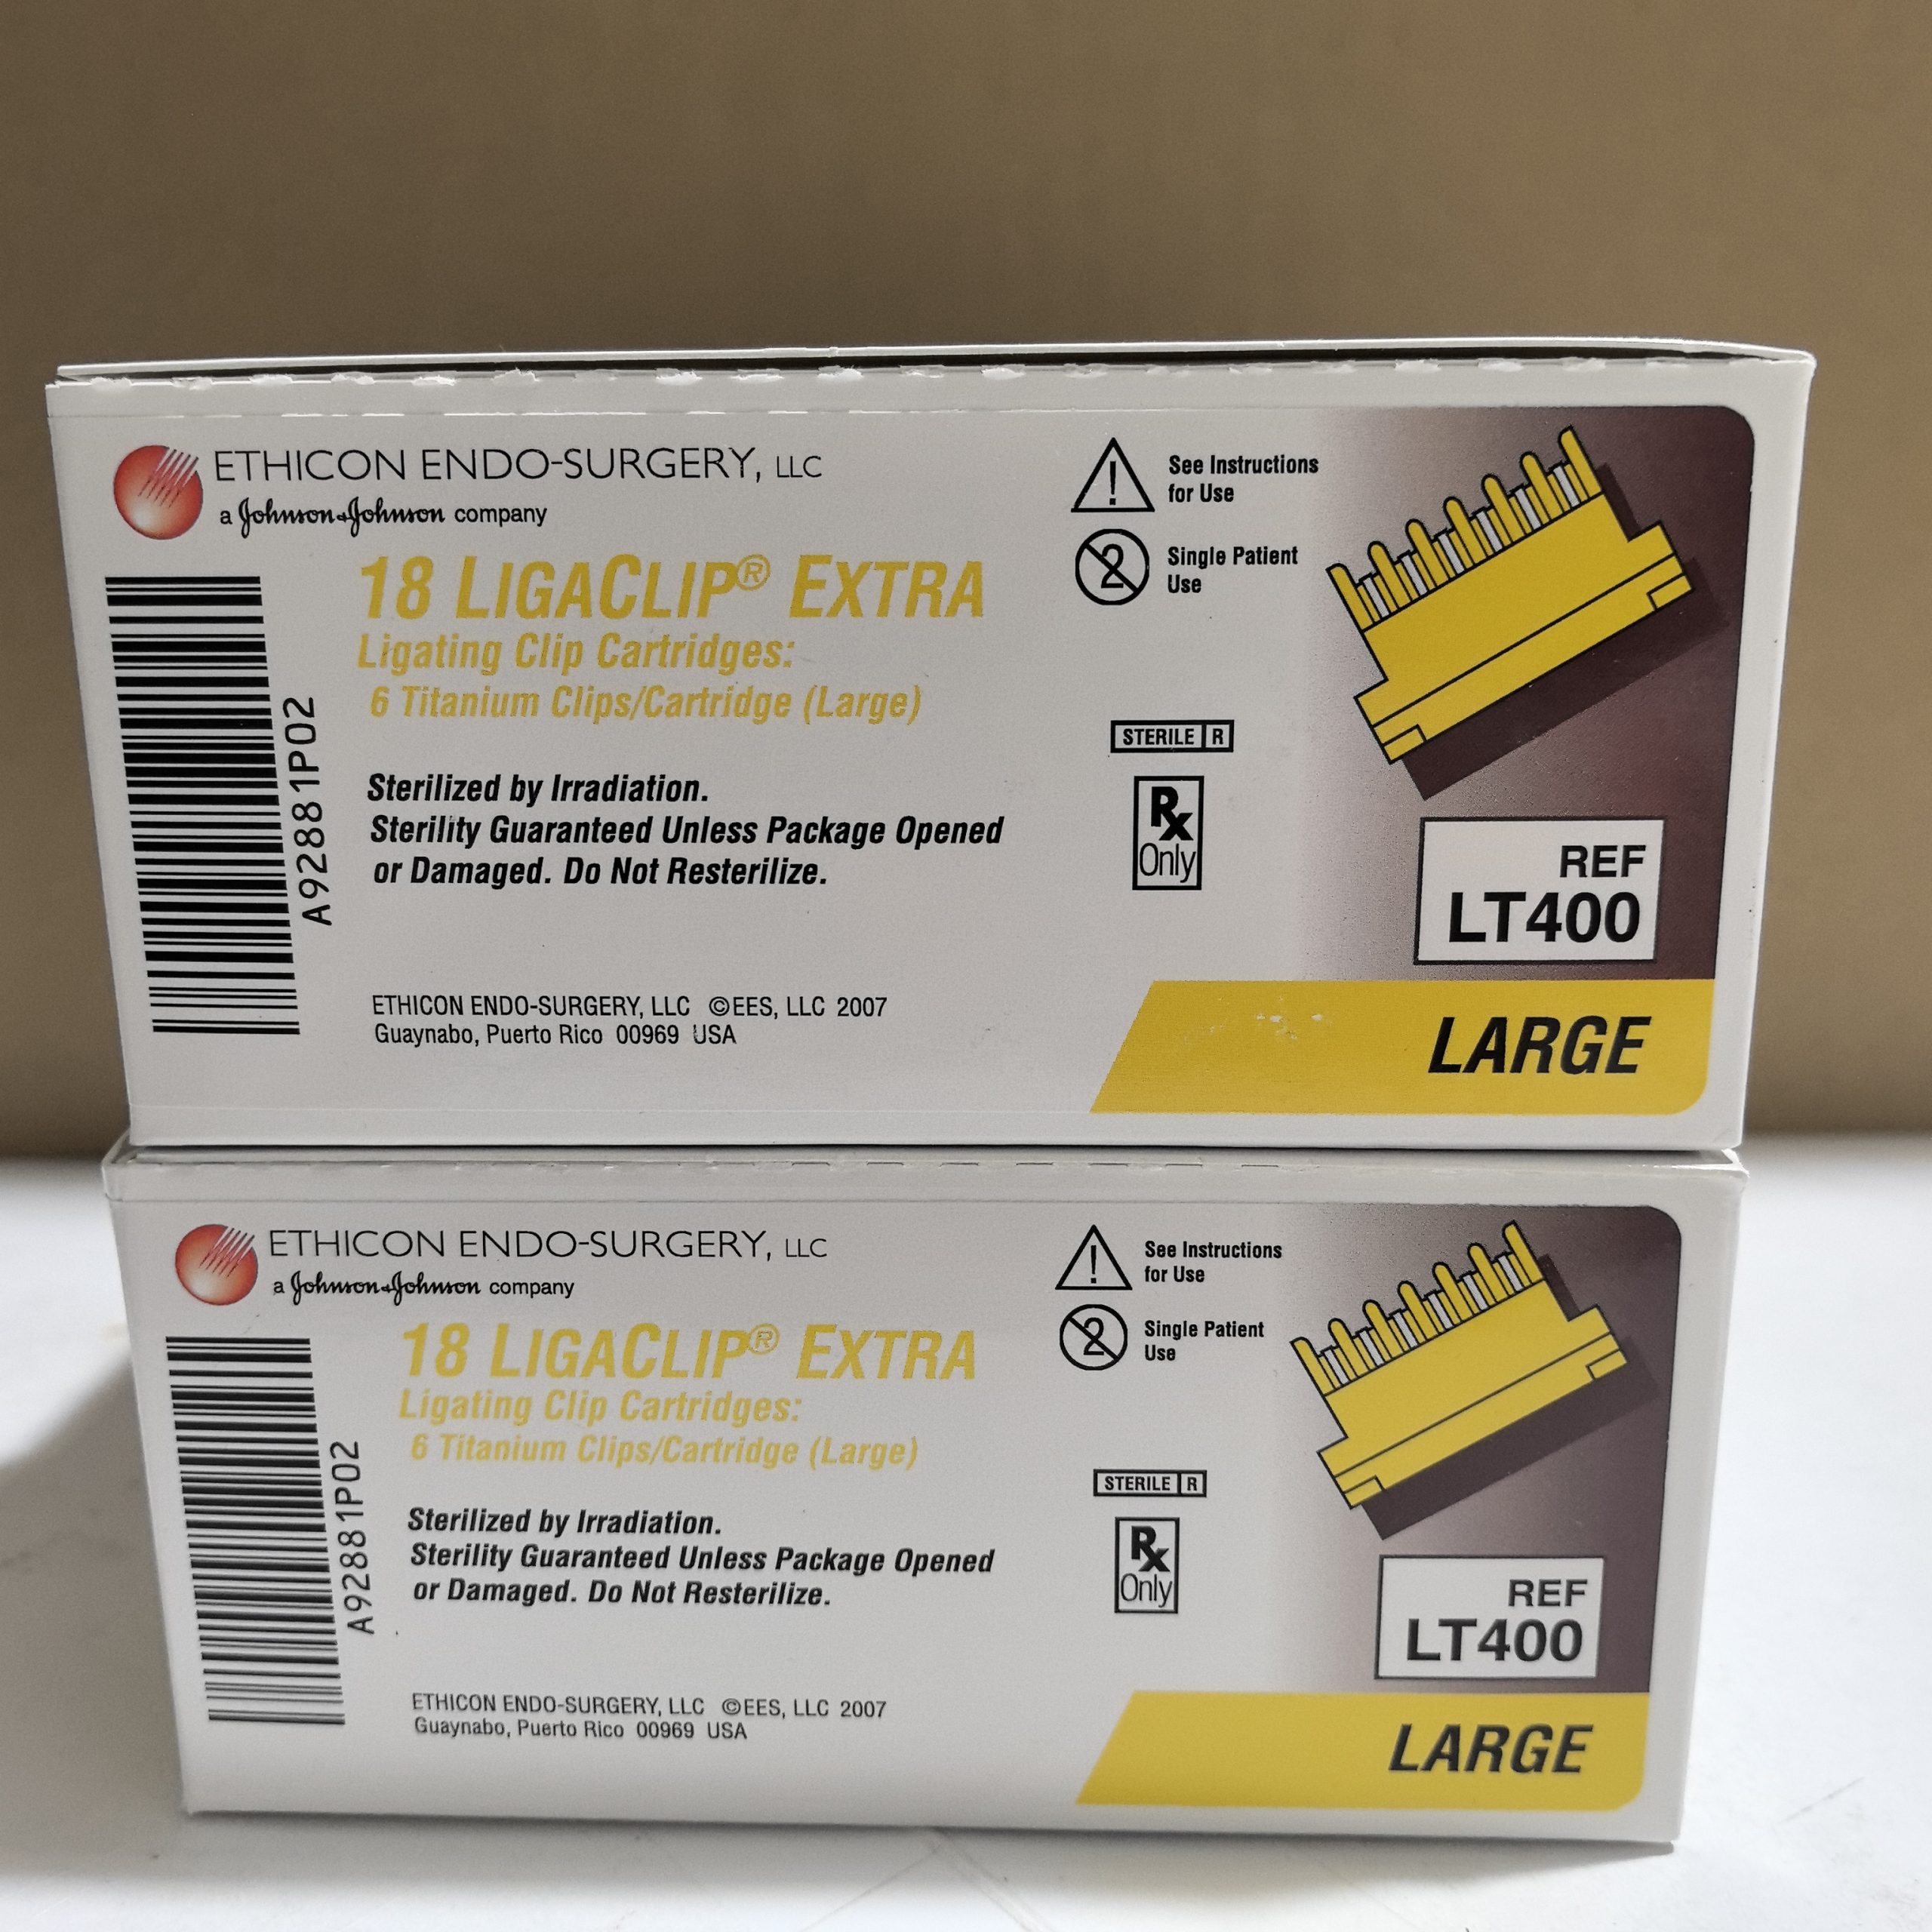 ETHICON ENDO-SURGERY, LLC
a Johnson & Johnson company
18 LIGACLIP® EXTRA
Ligating Clip Cartridges:
6 Titanium Clips/Cartridge (Large)
A92881P02
Sterilized by Irradiation.
Sterility Guaranteed Unless Package Opened
or Damaged. Do Not Resterilize.
ETHICON ENDO-SURGERY, LLC ©EES, LLC 2007
Guaynabo, Puerto Rico 00969 USA
!
See Instructions
for Use
2
Single Patient
Use
STERILE R
Rx
Only
REF
LT400
LARGE
ETHICON ENDO-SURGERY, LLC
a Johnson & Johnson company
18 LIGACLIP® EXTRA
Ligating Clip Cartridges:
6 Titanium Clips/Cartridge (Large)
A92881P02
Sterilized by Irradiation.
Sterility Guaranteed Unless Package Opened
or Damaged. Do Not Resterilize.
ETHICON ENDO-SURGERY, LLC ©EES, LLC 2007
Guaynabo, Puerto Rico 00969 USA
!
See Instructions
for Use
2
Single Patient
Use
STERILE R
Rx
Only
REF
LT400
LARGE